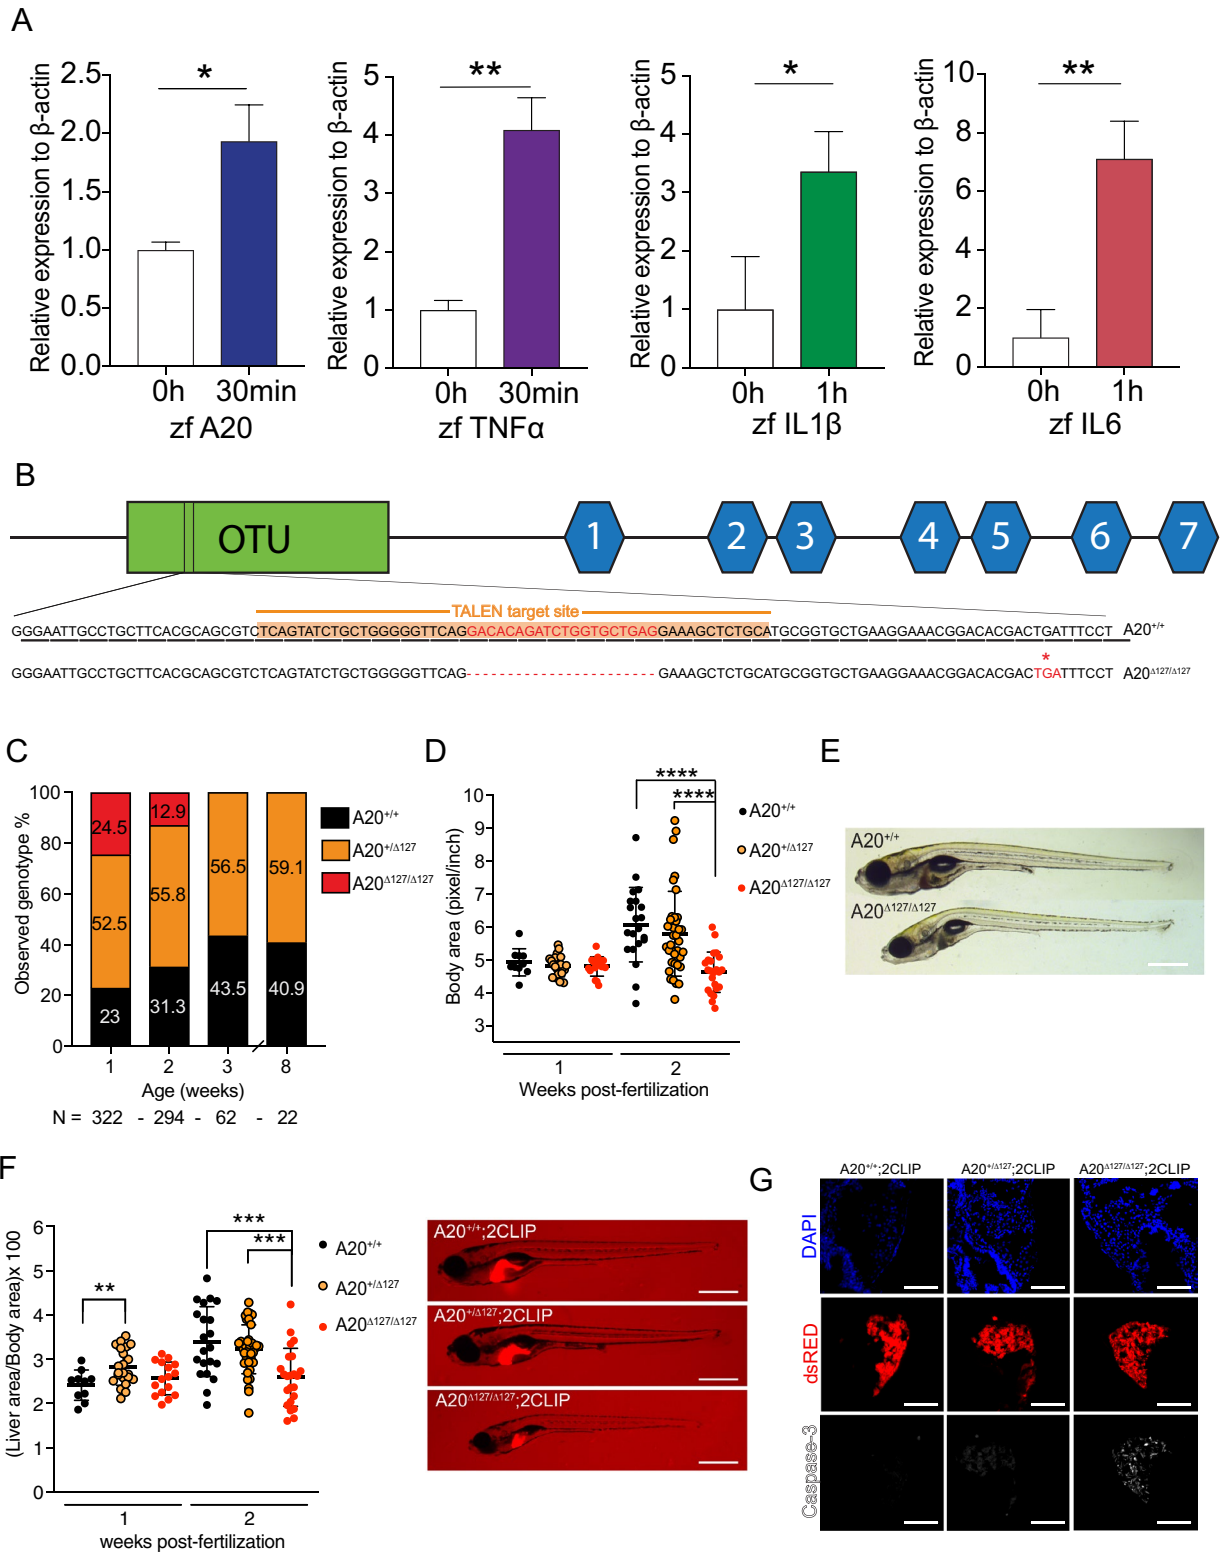 A
Relative expression to β-actin
2.5
2.0
1.5
1.0
0.5
0.0
*
0h 30min
zf A20
Relative expression to β-actin
5
4
3
2
1
0
**
0h 30min
zf TNFα
Relative expression to β-actin
5
4
3
2
1
0
*
0h 1h
zf IL1β
Relative expression to β-actin
10
8
6
4
2
0
**
0h 1h
zf IL6
B
OTU 1 2 3 4 5 6 7
TALEN target site
GGGAATTGCCTGCTTCACGCAGCGTCTCAGTATCTGCTGGGGGTTCAGGACACAGATCTGGTGCTGAGGAAAGCTCTGCATGCGGTGCTGAAGGAAACGGACACGACTGATTTCCT A20+/+
*
GGGAATTGCCTGCTTCACGCAGCGTCTCAGTATCTGCTGGGGGTTCAG--------------------GAAAGCTCTGCATGCGGTGCTGAAGGAAACGGACACGACTGATTTCCT A20Δ127/Δ127
C
Observed genotype %
100
80
60
40
20
0
24.5 12.9
52.5 55.8 56.5 59.1
23 31.3 43.5 40.9
1 2 3 8
Age (weeks)
N = 322 - 294 - 62 - 22
A20+/+
A20+/Δ127
A20Δ127/Δ127
D
Body area (pixel/inch)
10
9
8
7
6
5
4
3
****
****
1 2
Weeks post-fertilization
A20+/+
A20+/Δ127
A20Δ127/Δ127
E
A20+/+
A20Δ127/Δ127
F
(Liver area/Body area)x 100
6
5
4
3
2
1
0
**
***
***
1 2
weeks post-fertilization
A20+/+
A20+/Δ127
A20Δ127/Δ127
A20+/+;2CLIP
A20+/Δ127;2CLIP
A20Δ127/Δ127;2CLIP
G
A20+/+;2CLIP A20+/Δ127;2CLIP A20Δ127/Δ127;2CLIP
DAPI
dsRED
Caspase-3